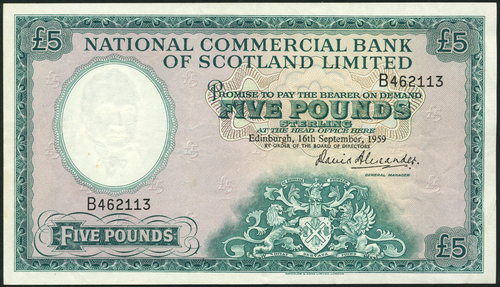 £5
£5
NATIONAL COMMERCIAL BANK
OF SCOTLAND LIMITED
B462113
PROMISE TO PAY THE BEARER ON DEMAND
FIVE POUNDS
STERLING
AT THE HEAD OFFICE HERE
Edinburgh, 16th September, 1959
BY ORDER OF THE BOARD OF DIRECTORS
David Alexander.
GENERAL MANAGER
B462113
FIVE POUNDS
£5